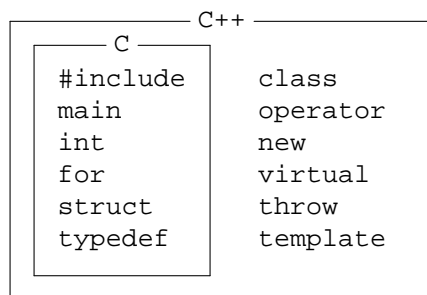 C++
C
#include class
main operator
int new
for virtual
struct throw
typedef template